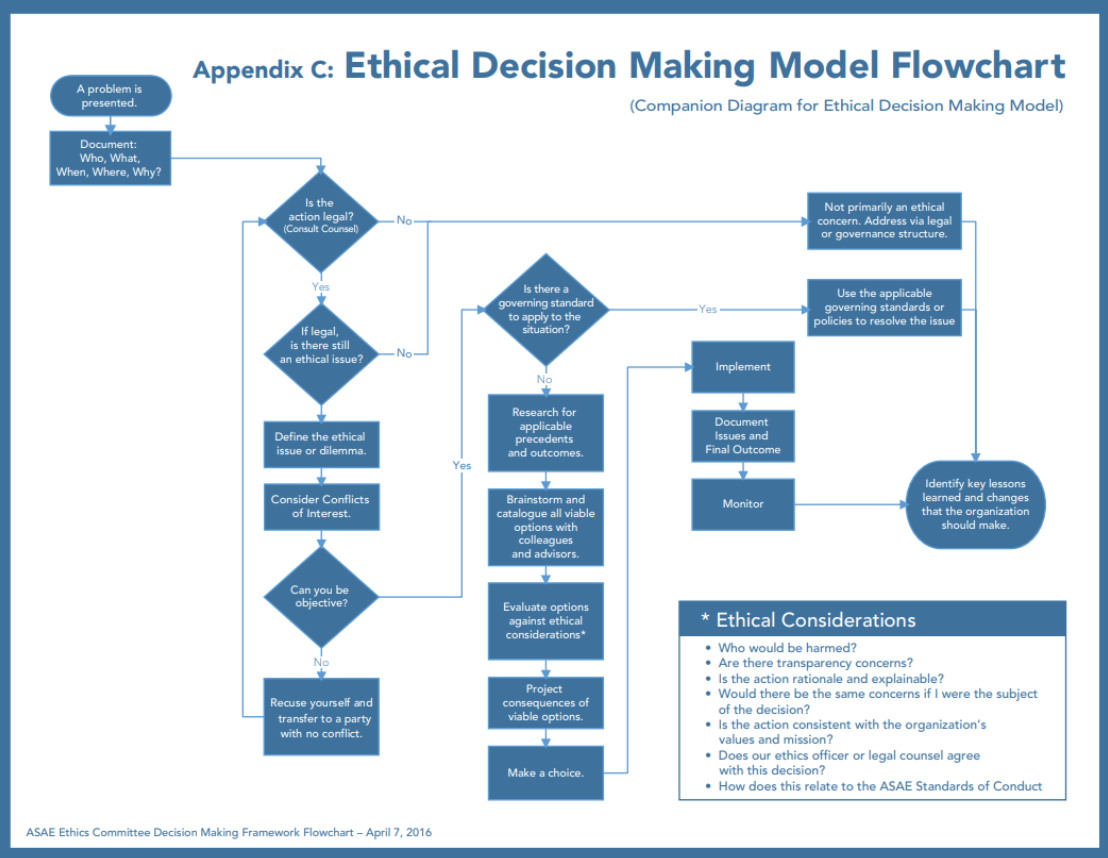 Appendix C: Ethical Decision Making Model Flowchart
(Companion Diagram for Ethical Decision Making Model)
A problem is
presented.
Document:
Who, What,
When, Where, Why?
Is the
action legal?
(Consult Counsel)
No
Yes
If legal,
is there still
an ethical issue?
No
Define the ethical
issue or dilemma.
Consider Conflicts
of Interest.
Can you be
objective?
No
Recuse yourself and
transfer to a party
with no conflict.
Yes
Is there a
governing standard
to apply to the
situation?
Yes
No
Research for
applicable
precedents
and outcomes.
Brainstorm and
catalogue all viable
options with
colleagues
and advisors.
Evaluate options
against ethical
considerations*
Project
consequences of
viable options.
Make a choice.
Not primarily an ethical
concern. Address via legal
or governance structure.
Use the applicable
governing standards or
policies to resolve the issue
Implement
Document
Issues and
Final Outcome
Monitor
Identify key lessons
learned and changes
that the organization
should make.
* Ethical Considerations
• Who would be harmed?
• Are there transparency concerns?
• Is the action rationale and explainable?
• Would there be the same concerns if I were the subject
of the decision?
• Is the action consistent with the organization's
values and mission?
• Does our ethics officer or legal counsel agree
with this decision?
• How does this relate to the ASAE Standards of Conduct
ASAE Ethics Committee Decision Making Framework Flowchart – April 7, 2016